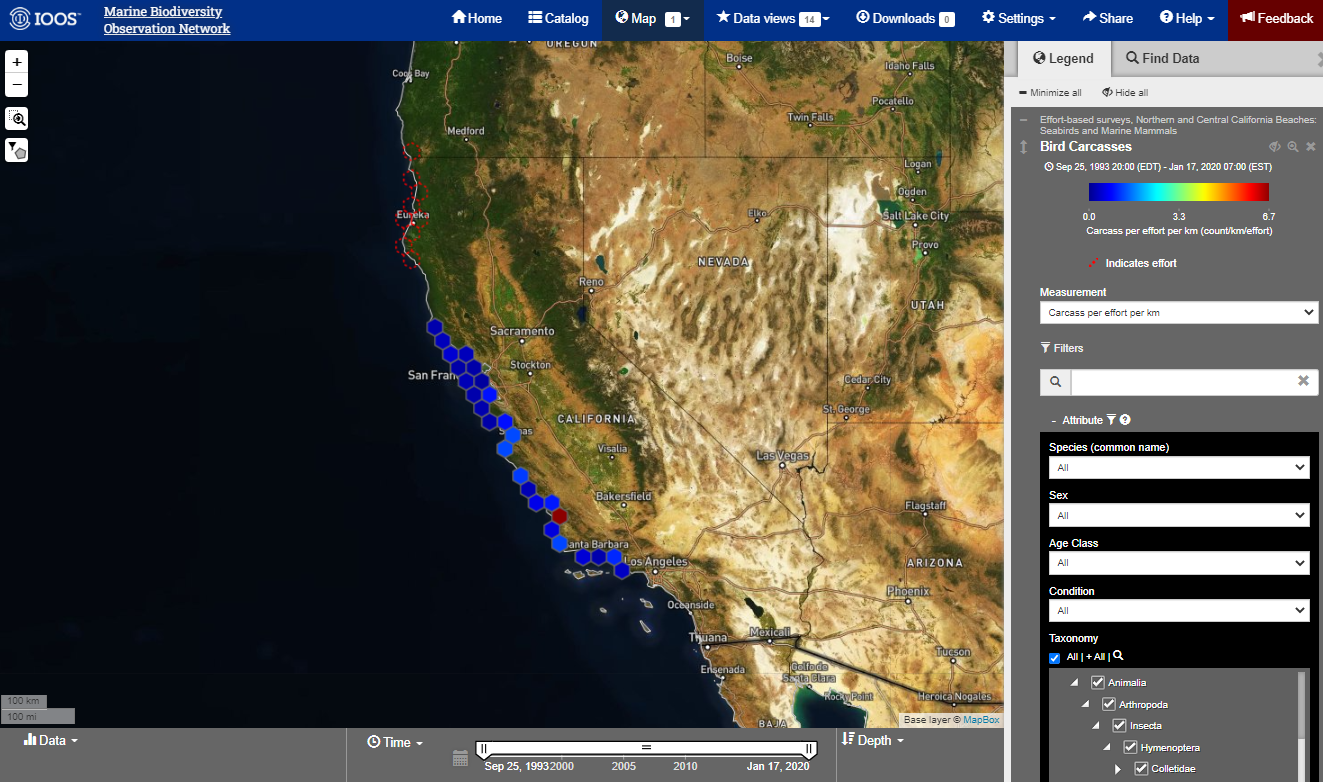 IOOS™
Marine Biodiversity
Observation Network
Home
Catalog
Map 1
Data views 14
Downloads 0
Settings
Share
Help
Feedback
+
−
OREGON
Boise
Idaho Falls
Coos Bay
Pocatello
Twin Falls
Medford
Logan
Ogden
Eureka
Elko
Salt Lake City
Provo
NEVADA
Reno
UTAH
Sacramento
Stockton
San Fran
Cedar City
St. George
CALIFORNIA
Visalia
Las Vegas
Bakersfield
Flagstaff
anta Barbara
Los Angeles
ARIZONA
Phoenix
Oceanside
Mexicali
Tijuana
Tucson
Ensenada
Golfo de
Santa Clara
Rocky Point
Heroica Nogales
BAJA
100 km
100 mi
Base layer © MapBox
Legend
Find Data
Minimize all
Hide all
Effort-based surveys, Northern and Central California Beaches:
Seabirds and Marine Mammals
Bird Carcasses
Sep 25, 1993 20:00 (EDT) - Jan 17, 2020 07:00 (EST)
0.0 3.3 6.7
Carcass per effort per km (count/km/effort)
Indicates effort
Measurement
Carcass per effort per km
Filters
- Attribute
Species (common name)
All
Sex
All
Age Class
All
Condition
All
Taxonomy
All | + All |
Animalia
Arthropoda
Insecta
Hymenoptera
Colletidae
Data
Time
Sep 25, 1993 2000 2005 2010 Jan 17, 2020
Depth